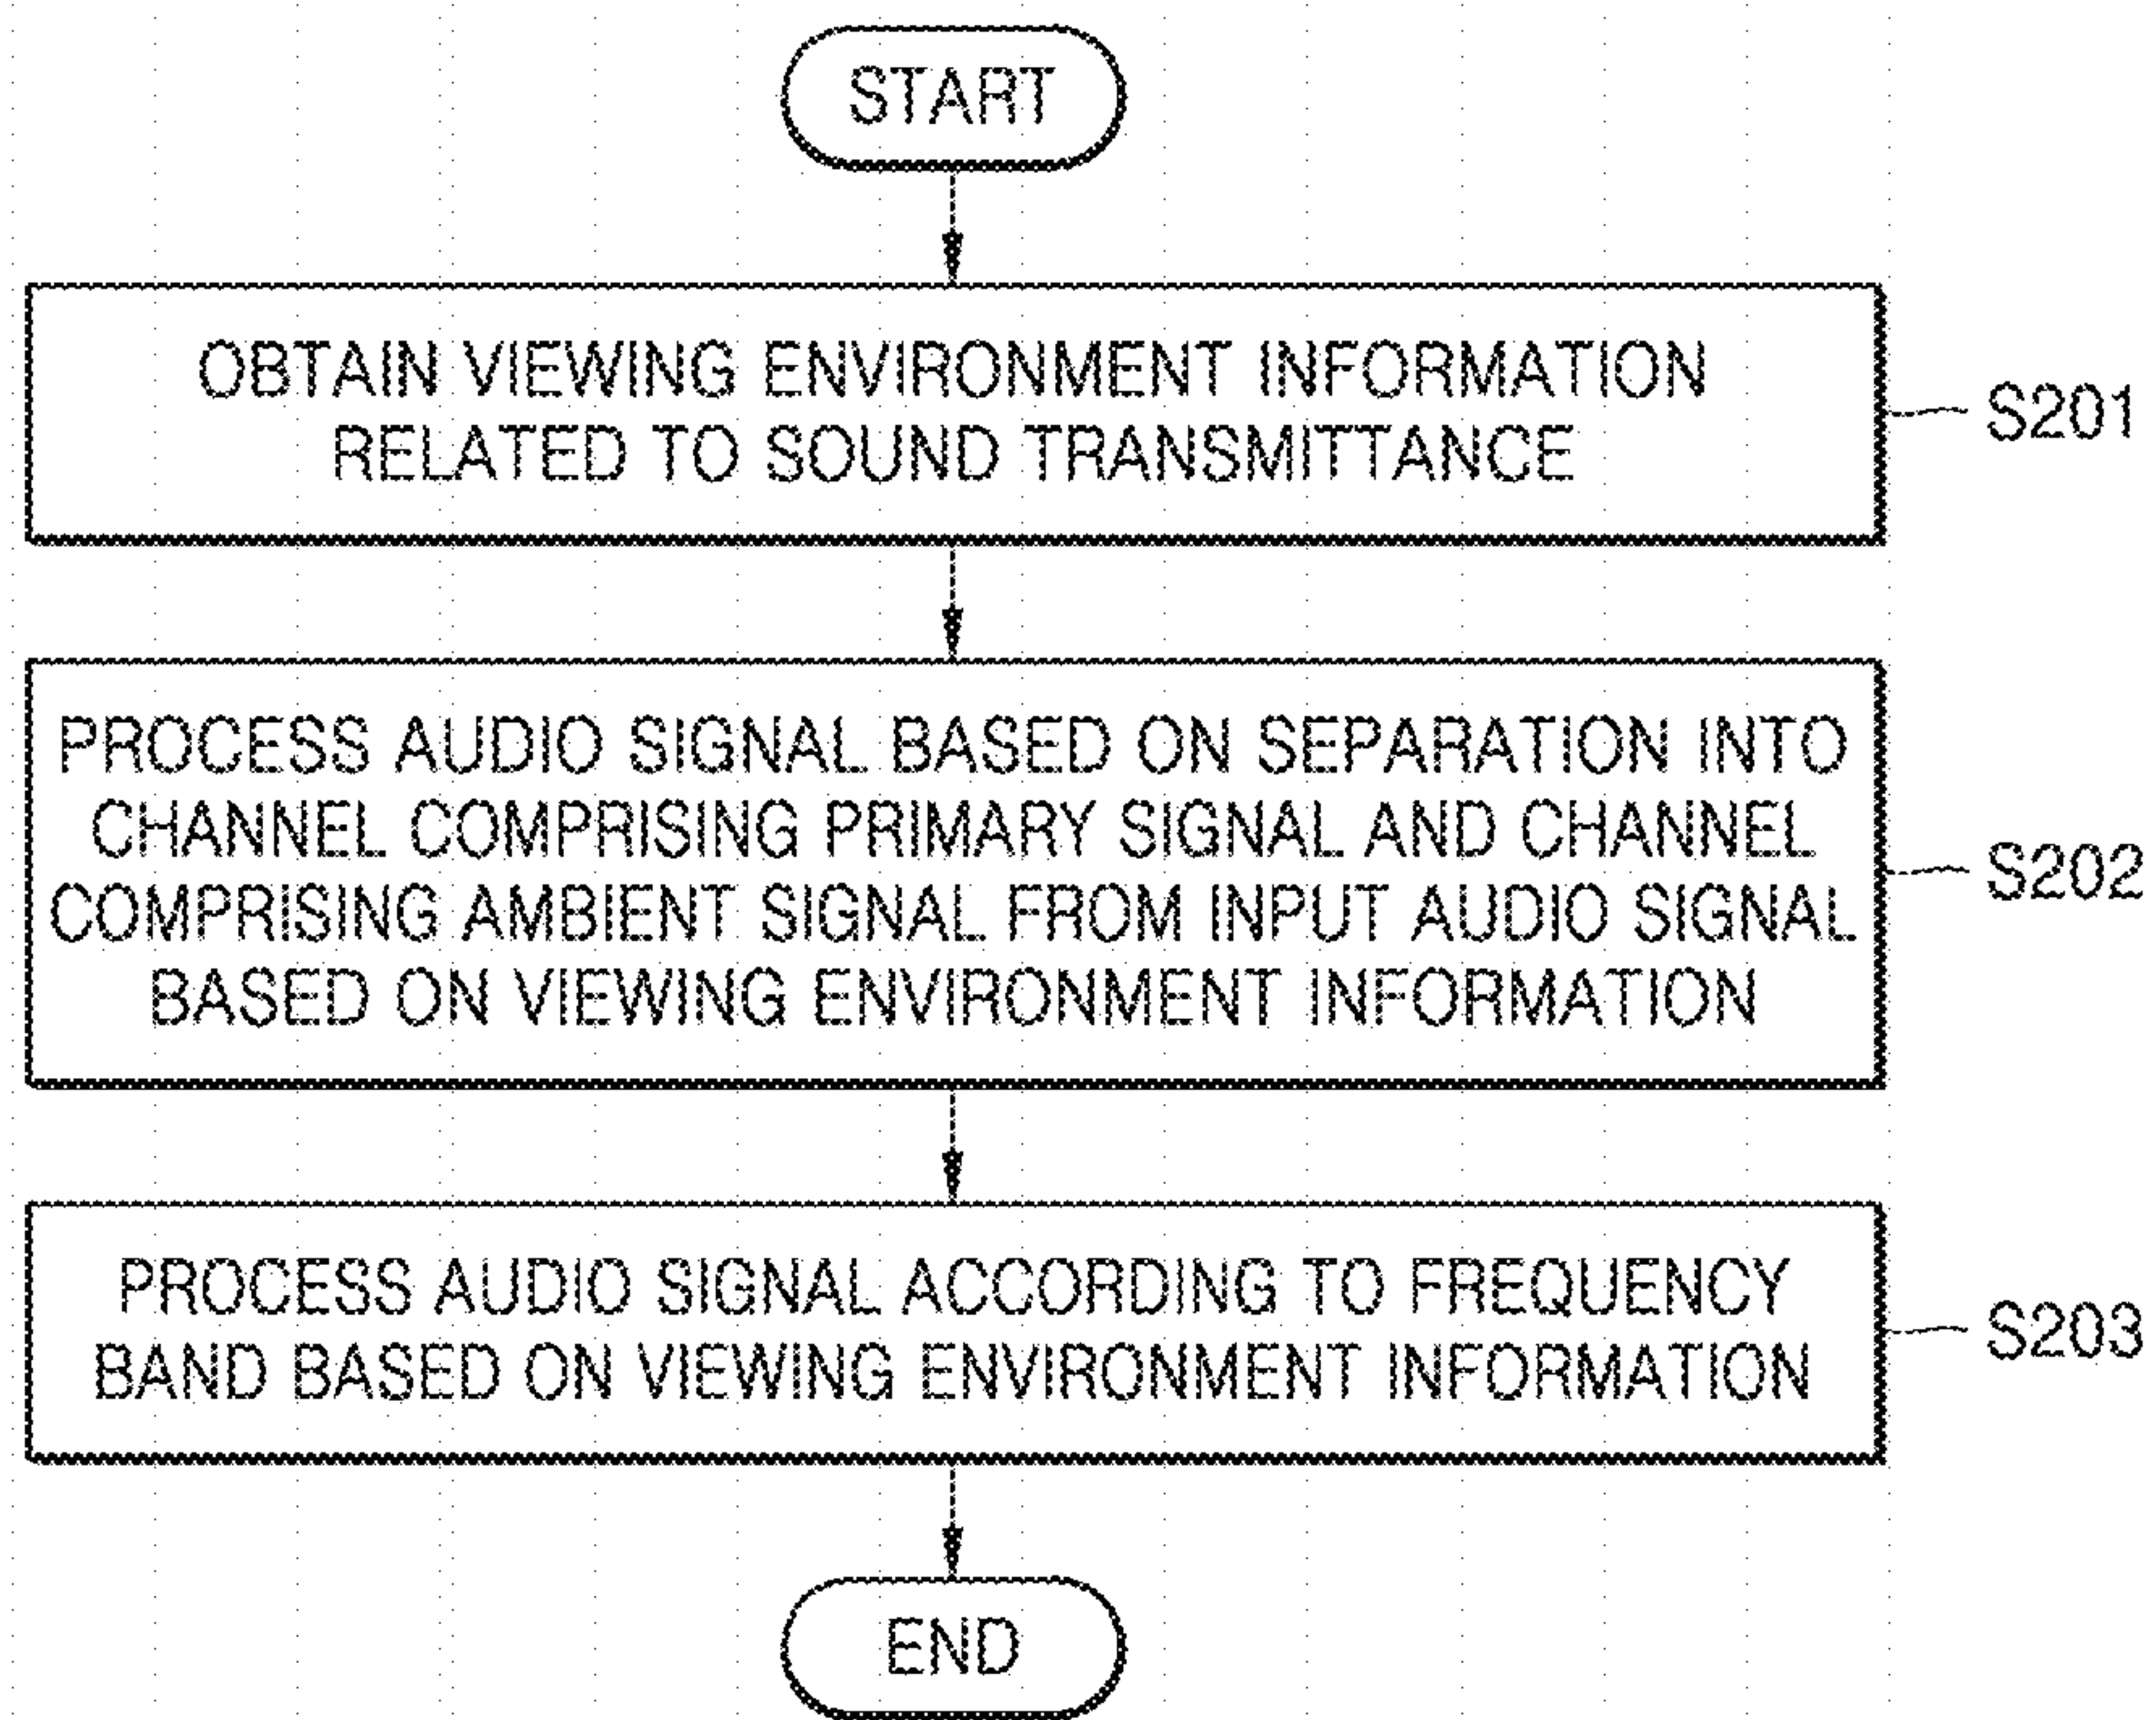 START
OBTAIN VIEWING ENVIRONMENT INFORMATION
RELATED TO SOUND TRANSMITTANCE
S201
PROCESS AUDIO SIGNAL BASED ON SEPARATION INTO
CHANNEL COMPRISING PRIMARY SIGNAL AND CHANNEL
COMPRISING AMBIENT SIGNAL FROM INPUT AUDIO SIGNAL
BASED ON VIEWING ENVIRONMENT INFORMATION
S202
PROCESS AUDIO SIGNAL ACCORDING TO FREQUENCY
BAND BASED ON VIEWING ENVIRONMENT INFORMATION
S203
END